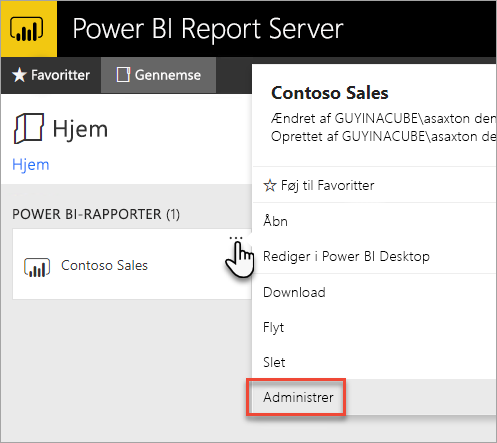 Power BI Report Server
Favoritter
Gennemse
Hjem
Hjem
POWER BI-RAPPORTER (1)
Contoso Sales
Contoso Sales
Ændret af GUYINACUBE\asaxton den
Oprettet af GUYINACUBE\asaxton de
Føj til Favoritter
Åbn
Rediger i Power BI Desktop
Download
Flyt
Slet
Administrer